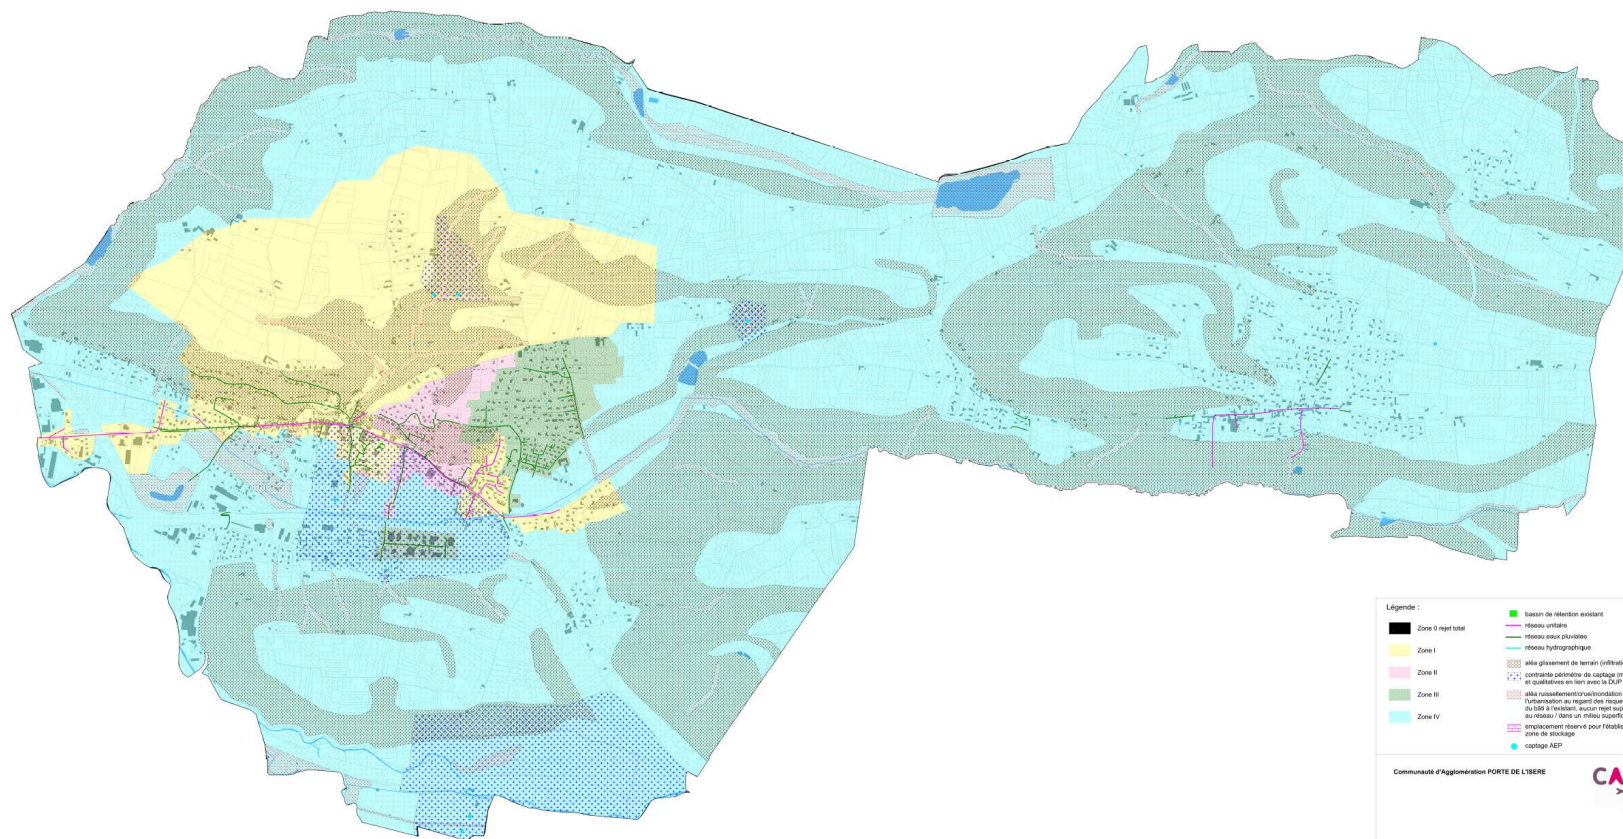 Légende :
Zone 0 rejet total
Zone I
Zone II
Zone III
Zone IV
bassin de rétention existant
réseau unitaire
réseau eaux pluviales
réseau hydrographique
aléa glissement de terrain (infiltrati
contrainte périmètre de captage (m
et qualitatives en lien avec la DUP
aléa ruissellement/crue/inondation
l'urbanisation au regard des risque
du bâti à l'existant, aucun rejet sup
au réseau / dans un milieu superfic
emplacement réservé pour l'établis
zone de stockage
captage AEP
Communauté d'Agglomération PORTE DE L'ISERE
CA